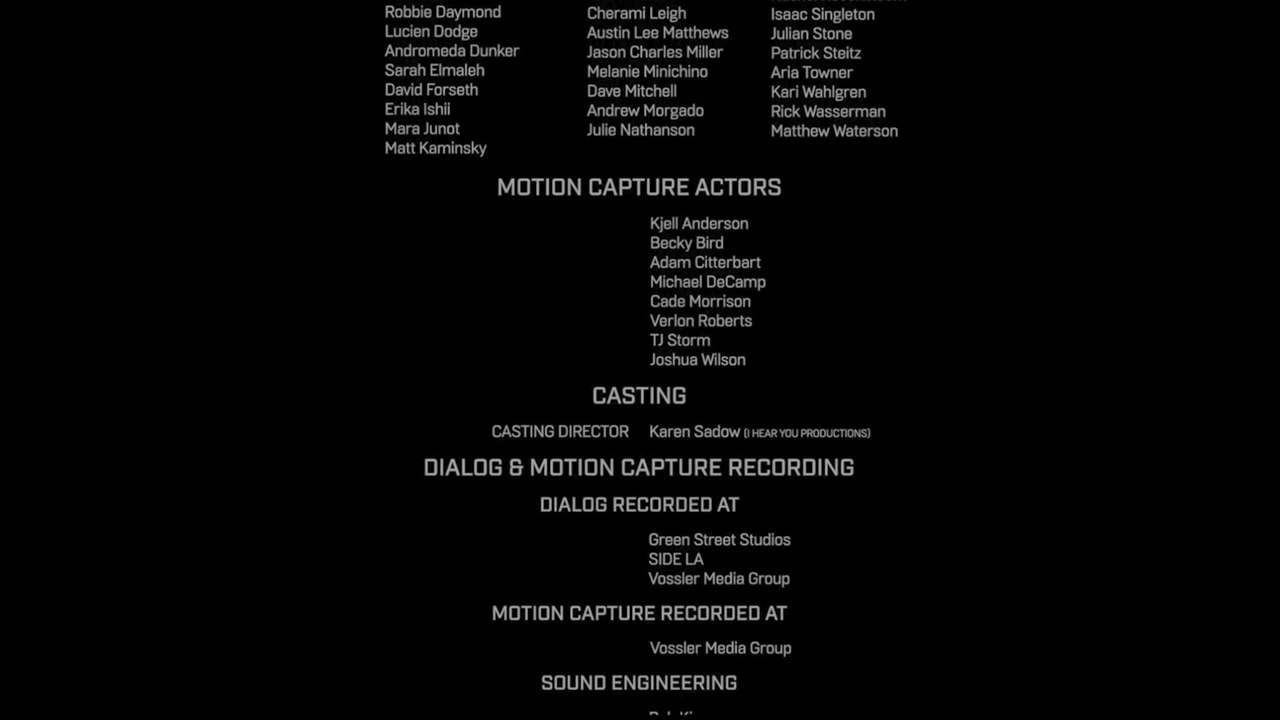 Robbie Daymond
Lucien Dodge
Andromeda Dunker
Sarah Elmaleh
David Forseth
Erika Ishii
Mara Junot
Matt Kaminsky
Cherami Leigh
Austin Lee Matthews
Jason Charles Miller
Melanie Minichino
Dave Mitchell
Andrew Morgado
Julie Nathanson
Isaac Singleton
Julian Stone
Patrick Steitz
Aria Towner
Kari Wahlgren
Rick Wasserman
Matthew Waterson
MOTION CAPTURE ACTORS
Kjell Anderson
Becky Bird
Adam Citterbart
Michael DeCamp
Cade Morrison
Verlon Roberts
TJ Storm
Joshua Wilson
CASTING
CASTING DIRECTOR Karen Sadow (I HEAR YOU PRODUCTIONS)
DIALOG & MOTION CAPTURE RECORDING
DIALOG RECORDED AT
Green Street Studios
SIDE LA
Vossler Media Group
MOTION CAPTURE RECORDED AT
Vossler Media Group
SOUND ENGINEERING